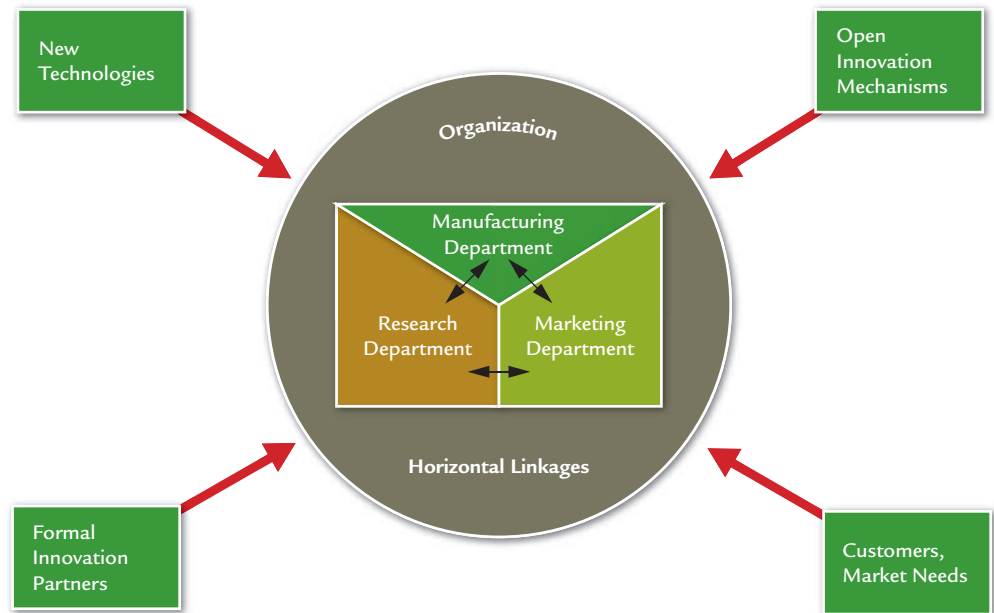 New
Technologies
Open
Innovation
Mechanisms
Organization
Manufacturing
Department
Research
Department
Marketing
Department
Horizontal Linkages
Formal
Innovation
Partners
Customers,
Market Needs